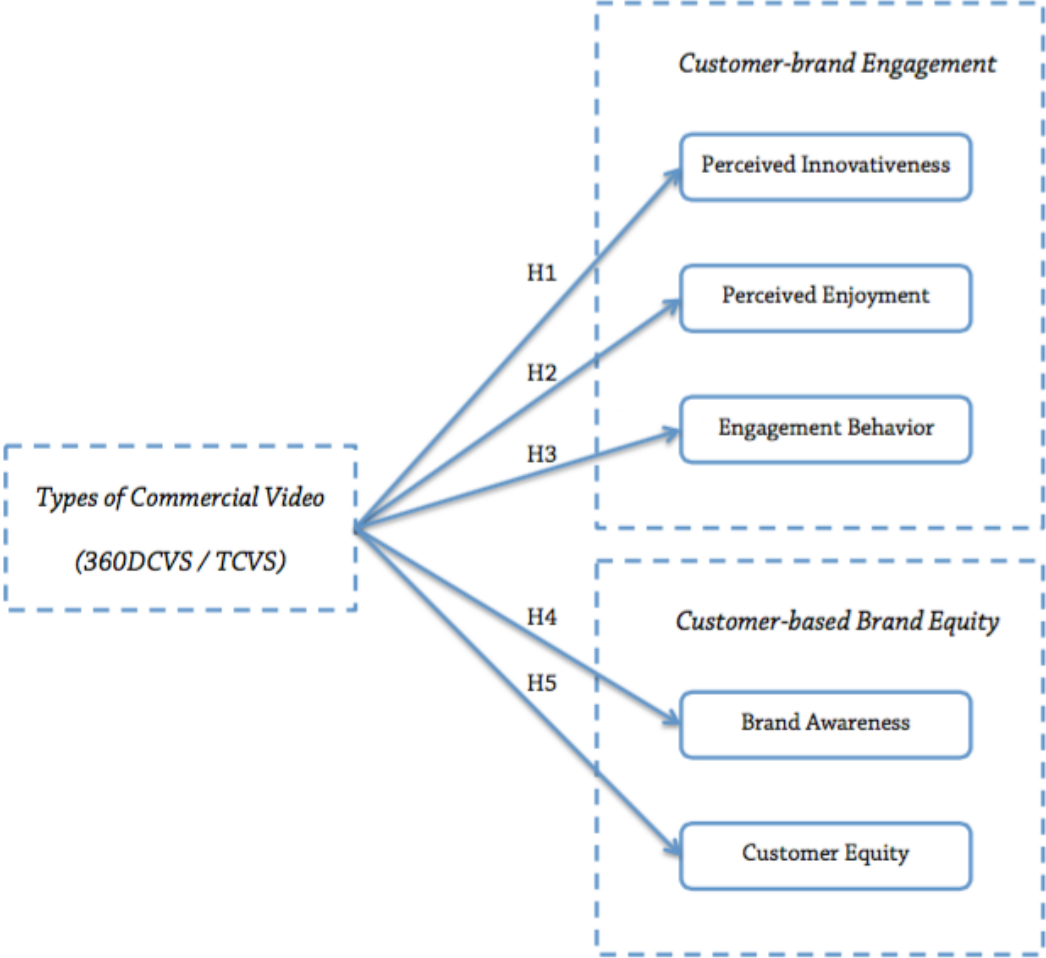 Customer-brand Engagement
Perceived Innovativeness
H1
Perceived Enjoyment
H2
Engagement Behavior
H3
Types of Commercial Video
(360DCVS / TCVS)
H4
Customer-based Brand Equity
H5
Brand Awareness
Customer Equity